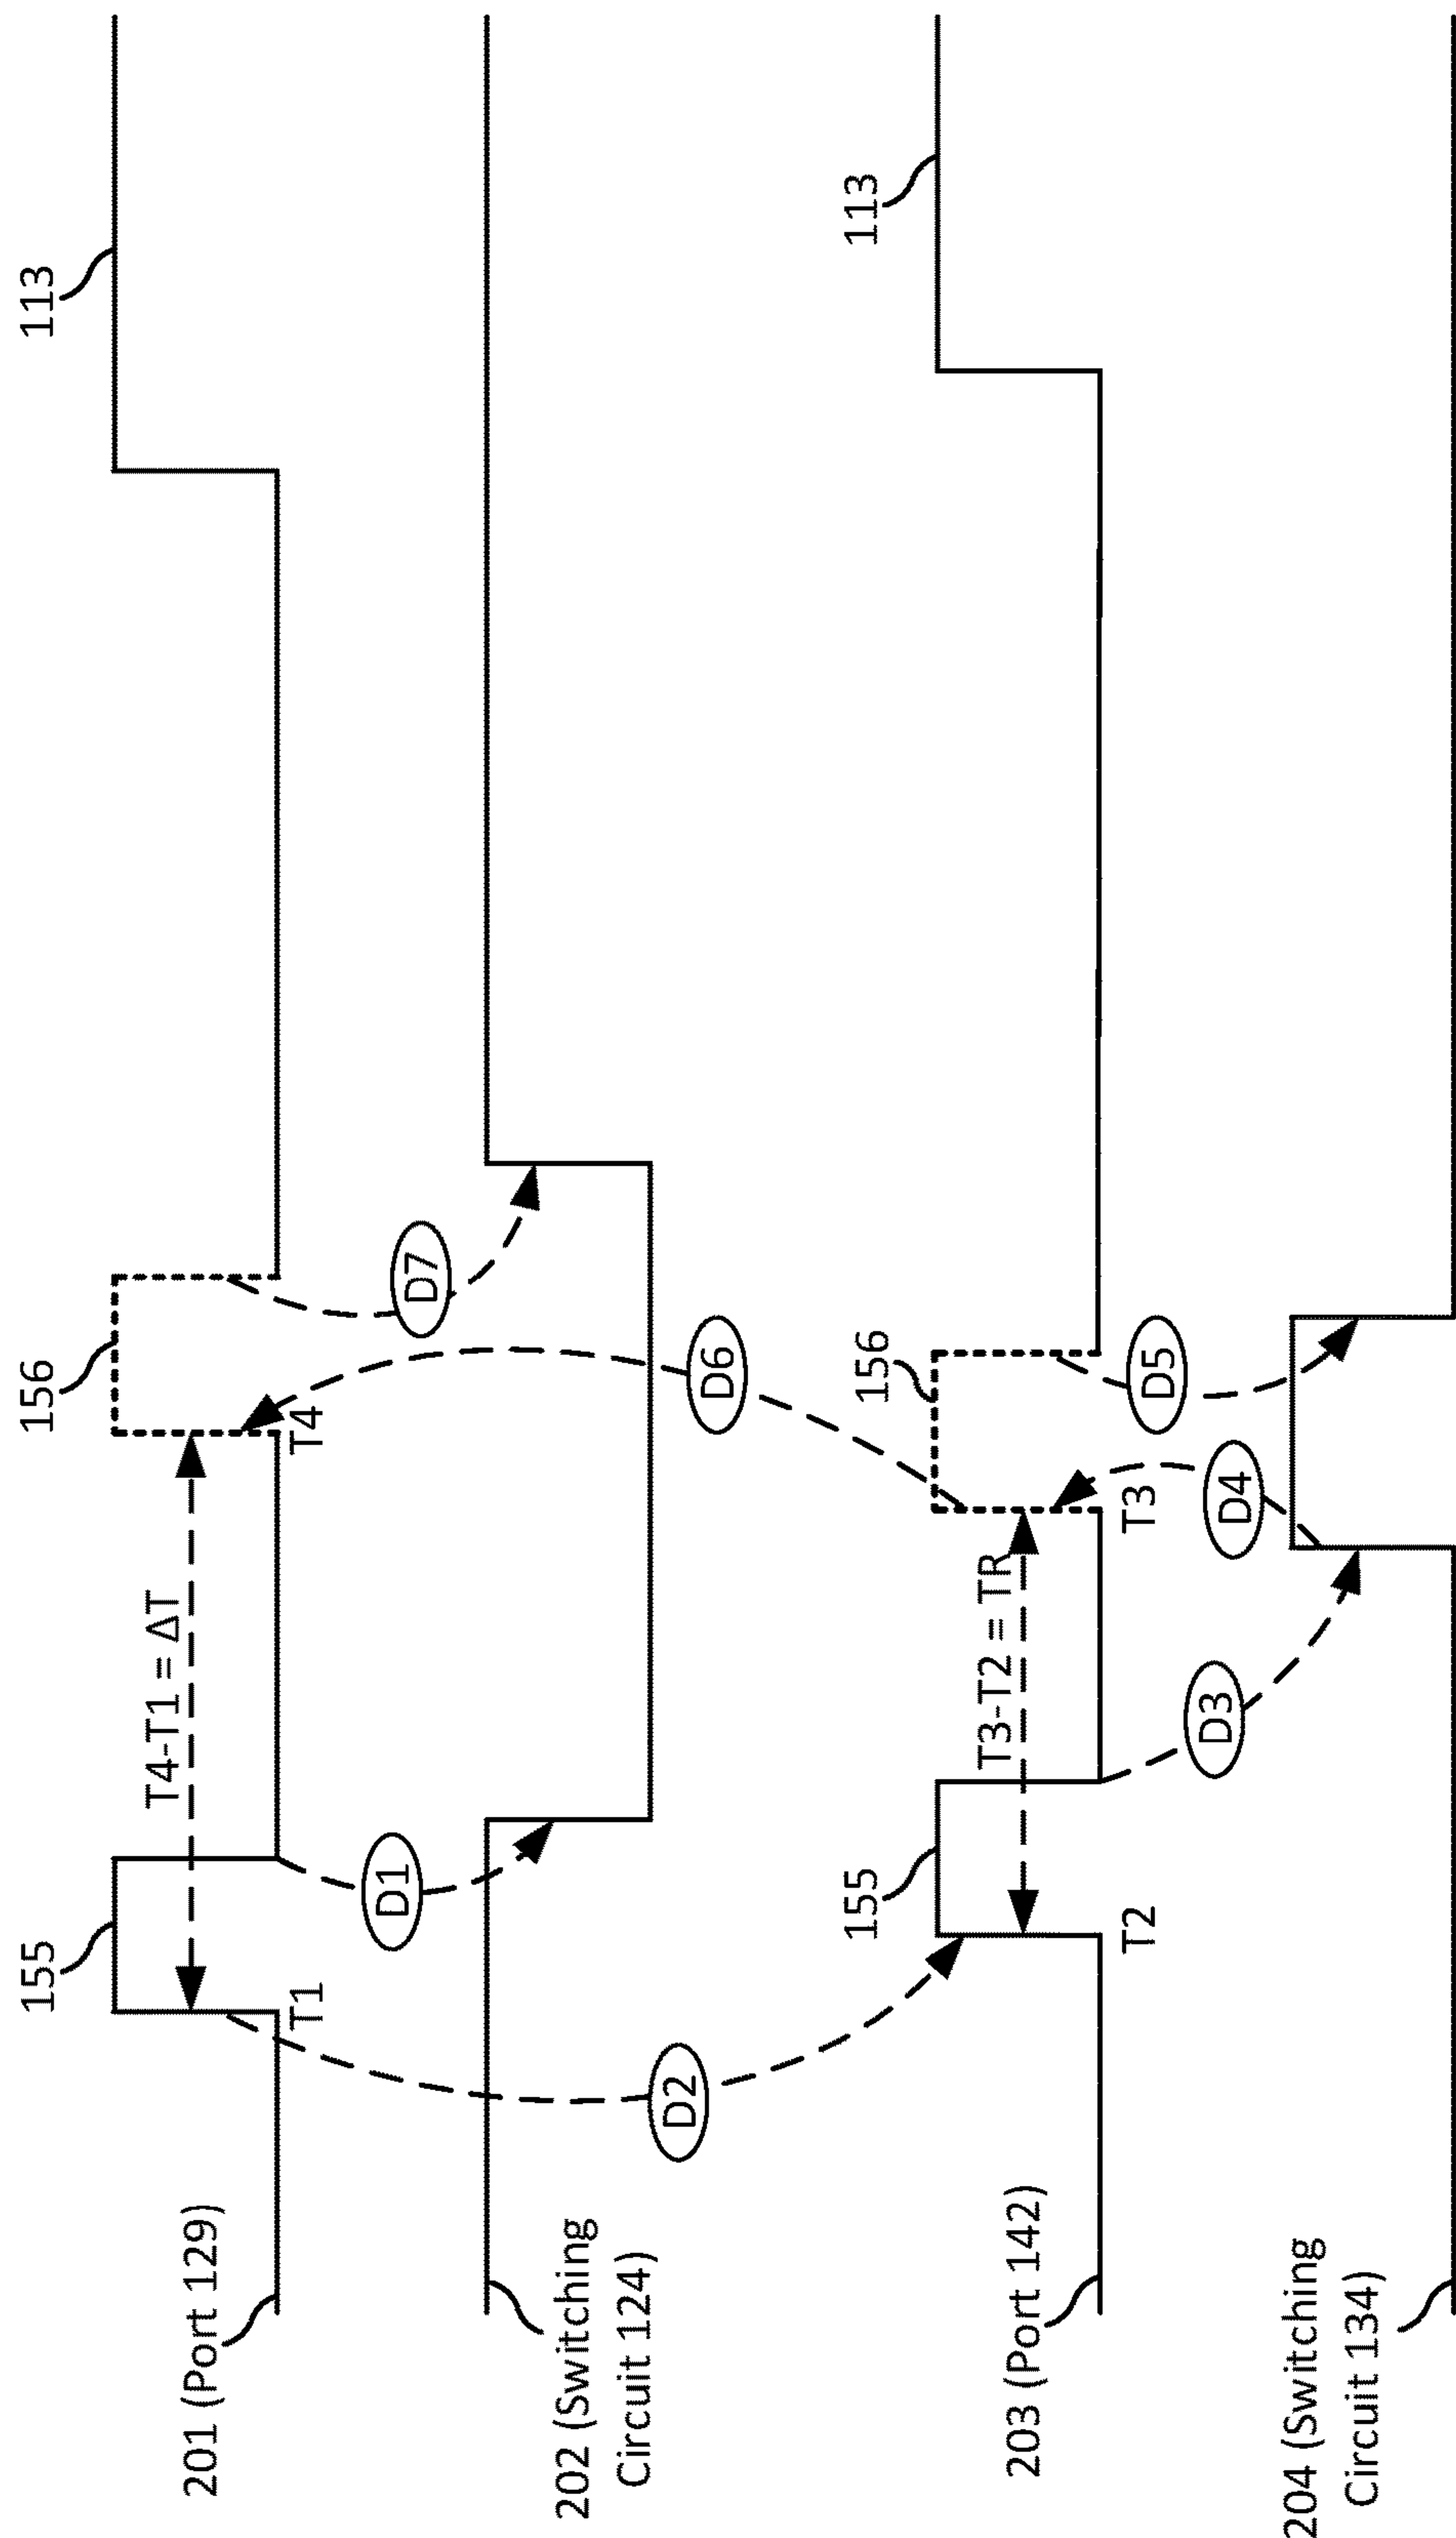 155
156
113
T4-T1 = ΔT
201 (Port 129)
T1
T4
D1
D7
202 (Switching
Circuit 124)
D2
D6
155
156
113
T3-T2 = TR
203 (Port 142)
T2
T3
D3
D4
D5
204 (Switching
Circuit 134)